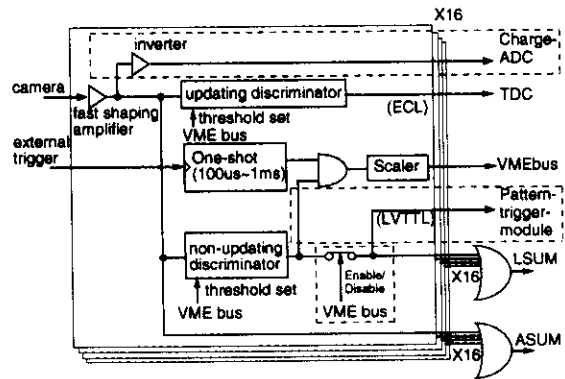 X16
inverter
Charge-
ADC
camera
fast shaping
amplifier
updating discriminator
(ECL)
TDC
threshold set
VME bus
external
trigger
One-shot
(100us~1ms)
Scaler
VMEbus
Pattern-
trigger-
module
(LVTTL)
non-updating
discriminator
Enable/
Disable
threshold set
VME bus
VME bus
X16
LSUM
X16
ASUM